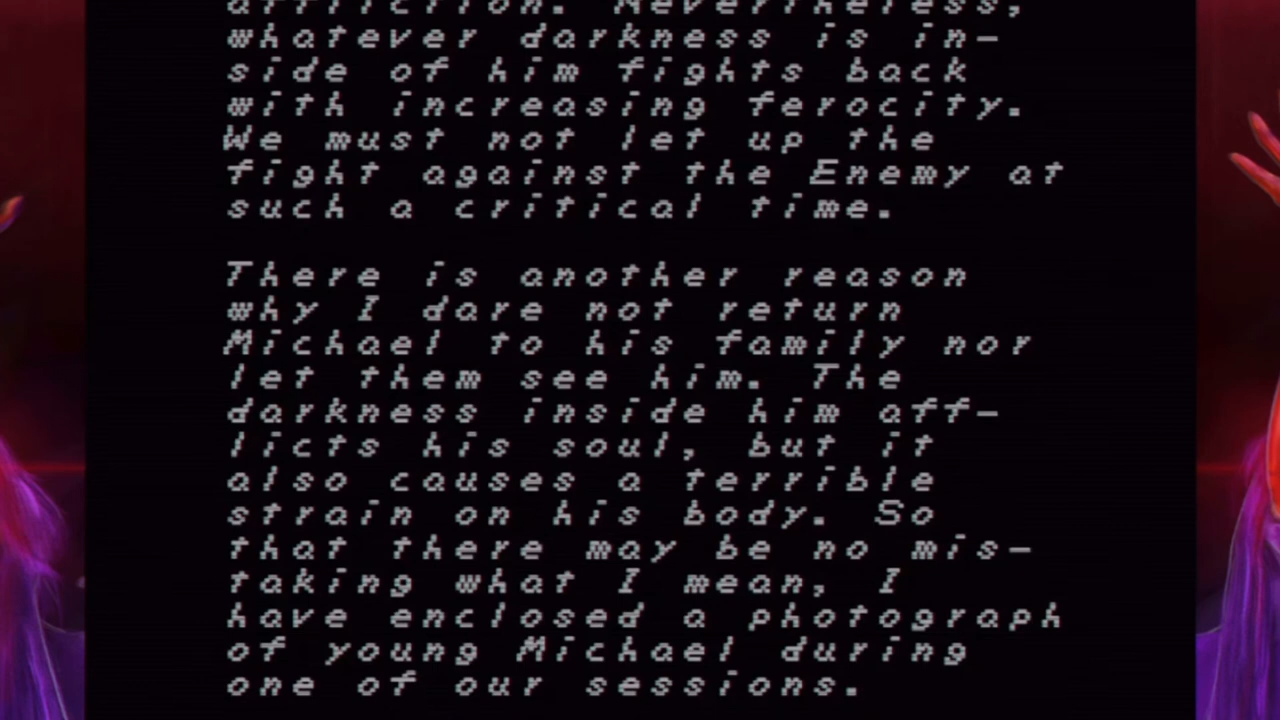 affliction. Nevertheless,
whatever darkness is in-
side of him fights back
with increasing ferocity.
We must not let up the
fight against the Enemy at
such a critical time.
There is another reason
why I dare not return
Michael to his family nor
let them see him. The
darkness inside him aff-
licts his soul, but it
also causes a terrible
strain on his body. So
that there may be no mis-
taking what I mean, I
have enclosed a photograph
of young Michael during
one of our sessions.